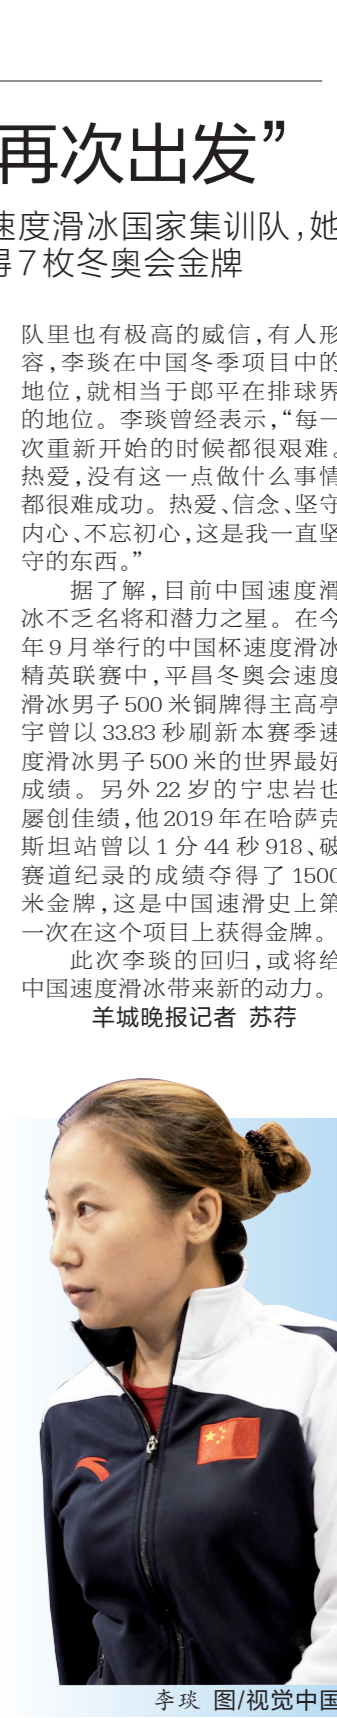 再次出发”
速度滑冰国家集训队，她
得7枚冬奥会金牌
队里也有极高的威信，有人形
容，李琰在中国冬季项目中的
地位，就相当于郎平在排球界
的地位。李琰曾经表示，“每一
次重新开始的时候都很艰难。
热爱，没有这一点做什么事情
都很难成功。热爱、信念、坚守
内心、不忘初心，这是我一直坚
守的东西。”
据了解，目前中国速度滑
冰不乏名将和潜力之星。在今
年9月举行的中国杯速度滑冰
精英联赛中，平昌冬奥会速度
滑冰男子500米铜牌得主高亭
宇曾以33.83秒刷新本赛季速
度滑冰男子500米的世界最好
成绩。另外22岁的宁忠岩也
屡创佳绩，他2019年在哈萨克
斯坦站曾以1分44秒918、破
赛道纪录的成绩夺得了1500
米金牌，这是中国速滑史上第
一次在这个项目上获得金牌。
此次李琰的回归，或将给
中国速度滑冰带来新的动力。
羊城晚报记者 苏荇
李琰 图/视觉中国